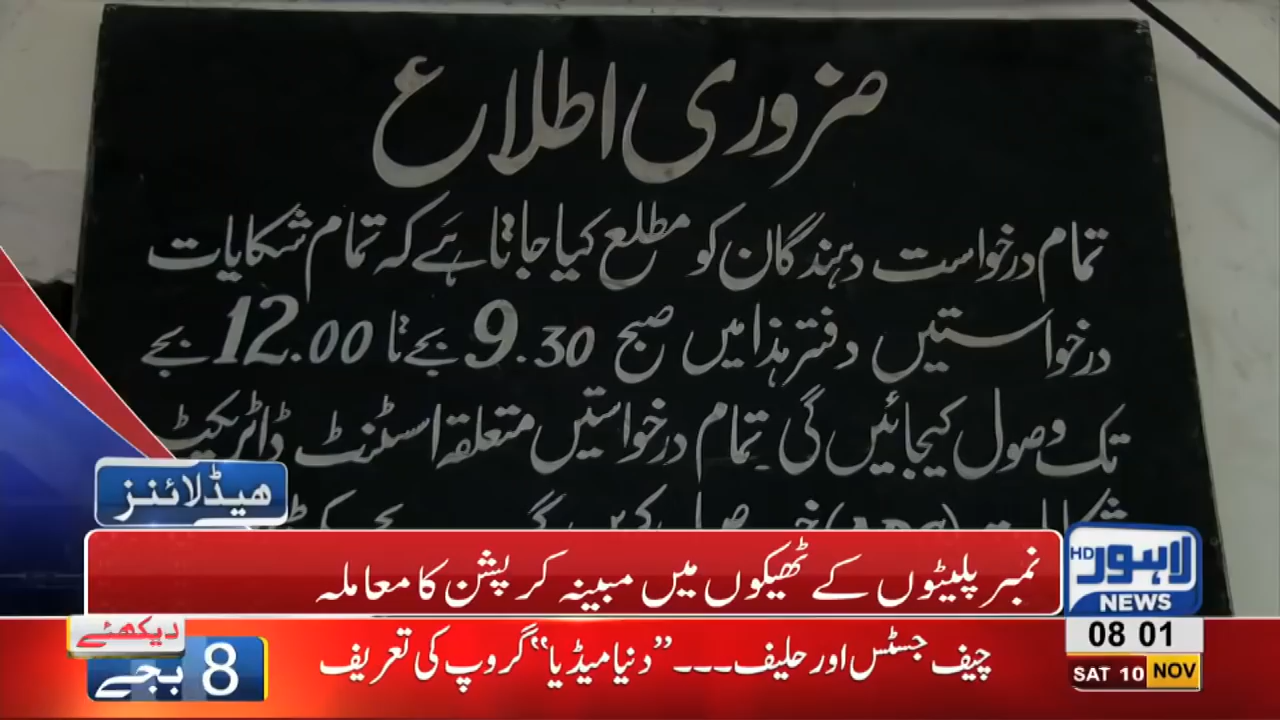 ضروری اطلاع
تمام درخواست دہندگان کو مطلع کیا جاتا ہے کہ تمام شکایات
درخواستیں دفتر ہذا میں صبح 9.30 بجے تا 12.00 بجے
تک وصول کیجائیں گی۔ تمام درخواستیں متعلقہ اسسٹنٹ ڈائریکٹر
ھیڈلائنز
نمبر پلیٹوں کے ٹھیکوں میں مبینہ کرپشن کا معاملہ
HD لاہور
NEWS
دیکھئے
8 بجے
چیف جسٹس اور حلیف۔۔۔ "دنیا میڈیا" گروپ کی تعریف
08 01
SAT 10 NOV